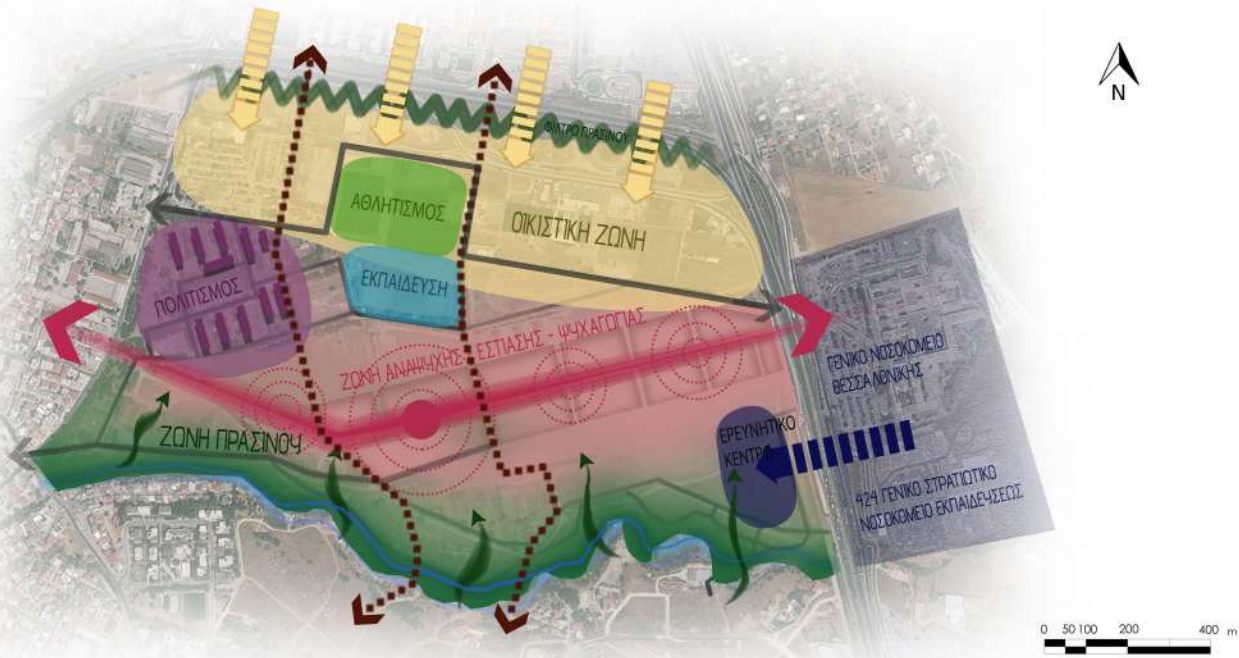 N
ΦΙΛΤΡΟ ΠΡΑΣΙΝΟΥ
ΑΘΛΗΤΙΣΜΟΣ
ΟΙΚΙΣΤΙΚΗ ΖΩΝΗ
ΕΚΠΑΙΔΕΥΣΗ
ΠΟΛΙΤΙΣΜΟΣ
ΖΩΝΗ ΑΝΑΨΥΧΗΣ - ΕΣΤΙΑΣΗΣ - ΨΥΧΑΓΩΓΙΑΣ
ΓΕΝΙΚΟ ΝΟΣΟΚΟΜΕΙΟ
ΘΕΣΣΑΛΟΝΙΚΗΣ
ΖΩΝΗ ΠΡΑΣΙΝΟΥ
ΕΡΕΥΝΗΤΙΚΟ
ΚΕΝΤΡΟ
424 ΓΕΝΙΚΟ ΣΤΡΑΤΙΩΤΙΚΟ
ΝΟΣΟΚΟΜΕΙΟ ΕΚΠΑΙΔΕΥΣΕΩΣ
0 50 100 200 400 m